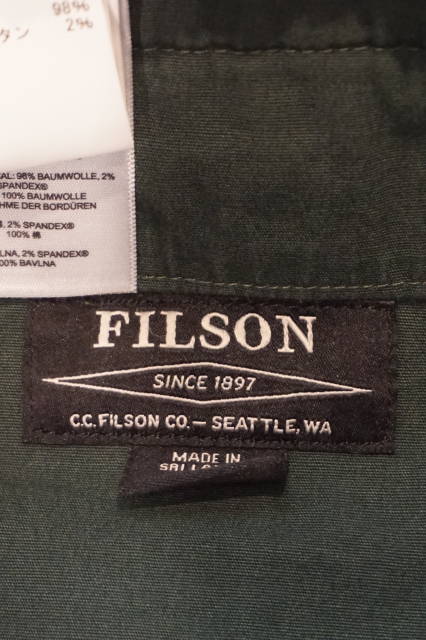 98%
タン 2%
AL: 98% BAUMWOLLE, 2%
SPANDEX®
100% BAUMWOLLE
HME DER BORDÜREN
, 2% SPANDEX®
100% 棉
LNA, 2% SPANDEX®
00% BAVLNA
FILSON
SINCE 1897
C.C. FILSON CO. — SEATTLE, WA
MADE IN